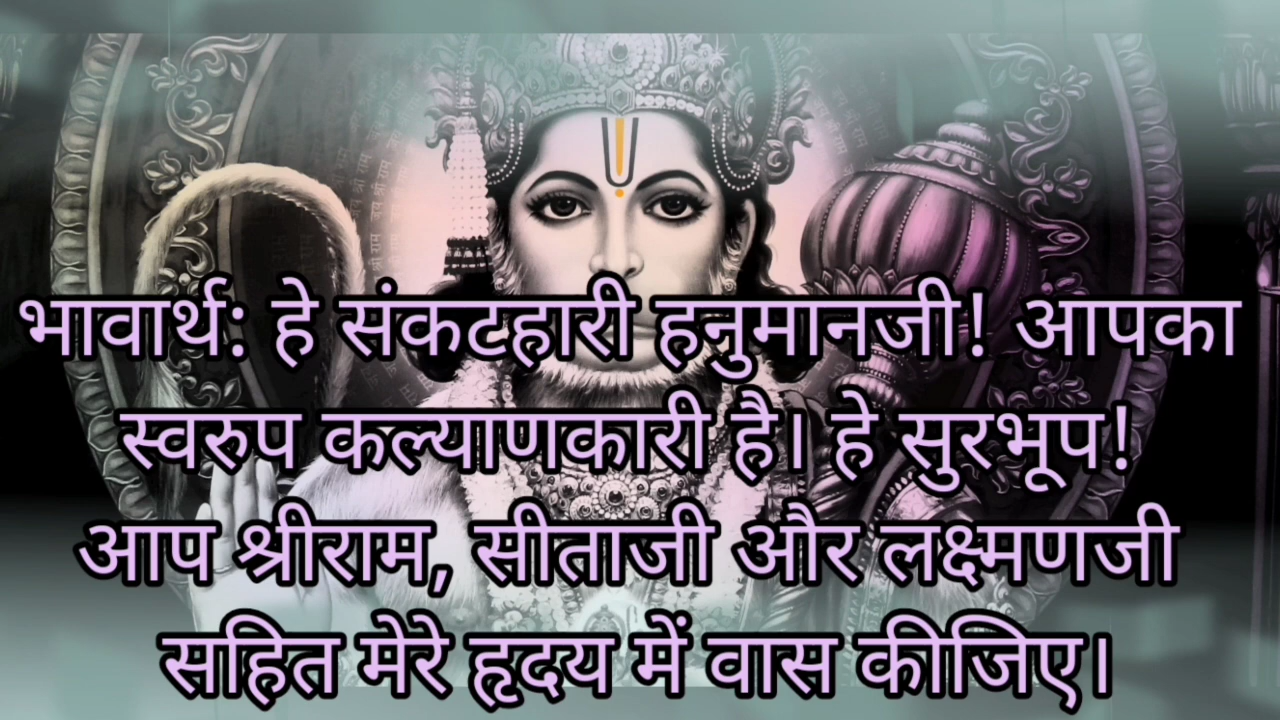 भावार्थ: हे संकटहारी हनुमानजी! आपका
स्वरुप कल्याणकारी है। हे सुरभूप!
आप श्रीराम, सीताजी और लक्ष्मणजी
सहित मेरे हृदय में वास कीजिए।